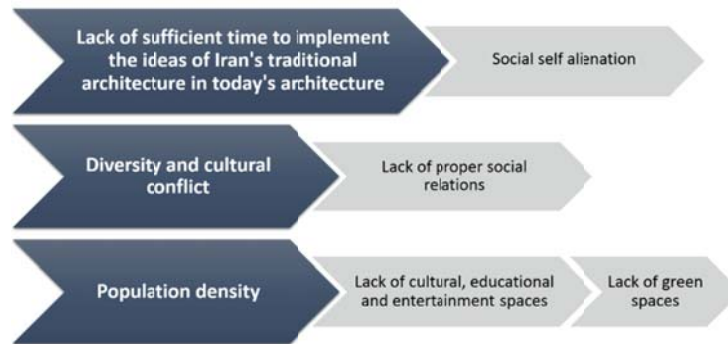 Lack of sufficient time to implement
the ideas of Iran's traditional
architecture in today's architecture
Social self alienation
Diversity and cultural
conflict
Lack of proper social
relations
Population density
Lack of cultural, educational
and entertainment spaces
Lack of green
spaces